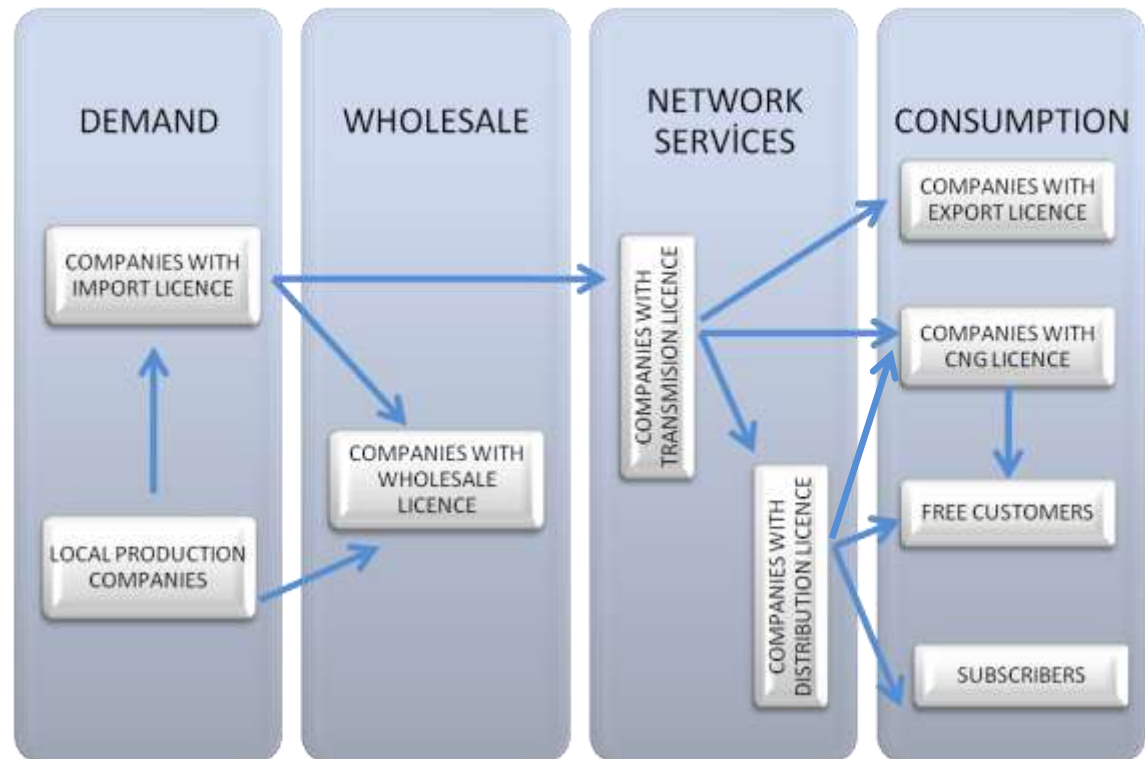 DEMAND
COMPANIES WITH
IMPORT LICENCE
LOCAL PRODUCTION
COMPANIES
WHOLESALE
COMPANIES WITH
WHOLESALE
LICENCE
NETWORK
SERVİCES
COMPANIES WITH
TRANSMISION LICENCE
COMPANIES WITH
DISTRIBUTION LICENCE
CONSUMPTION
COMPANIES WITH
EXPORT LICENCE
COMPANIES WITH
CNG LICENCE
FREE CUSTOMERS
SUBSCRIBERS